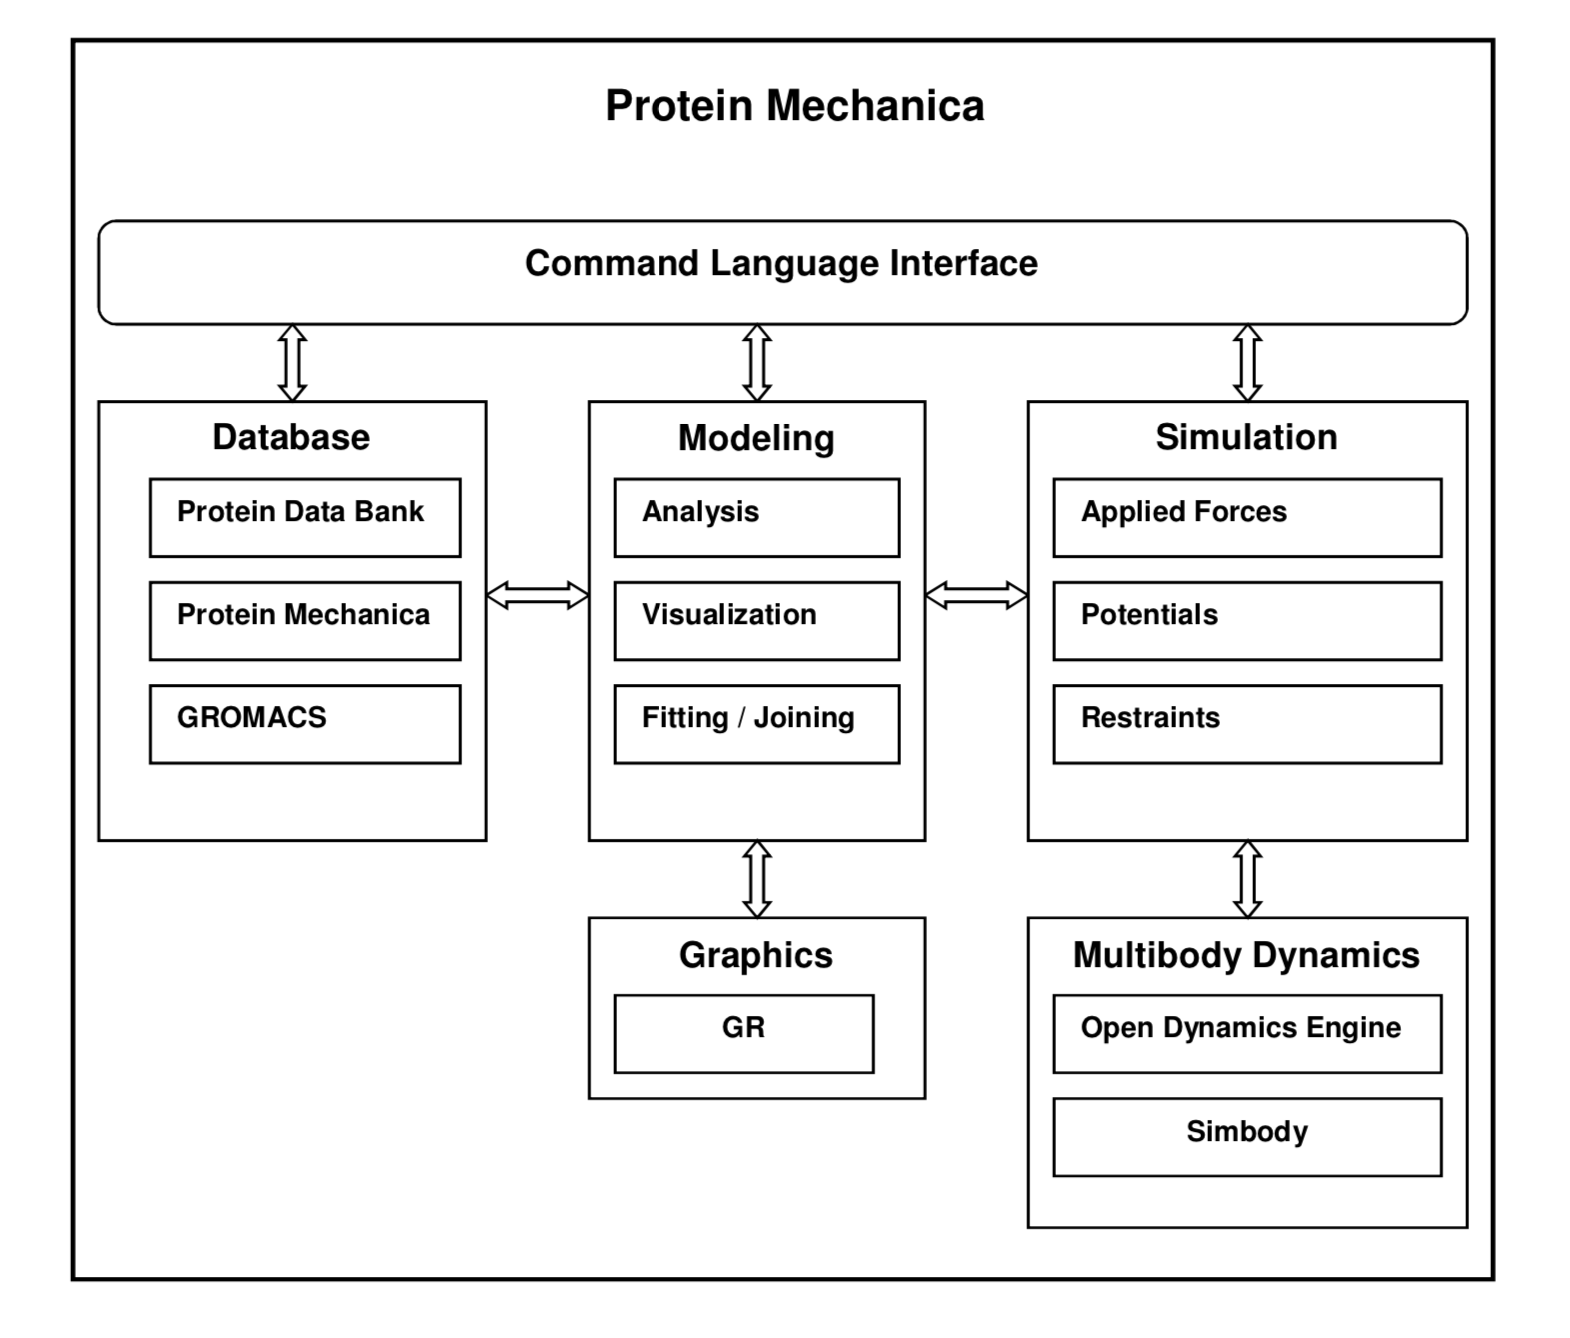 Protein Mechanica
Command Language Interface
Database
Protein Data Bank
Protein Mechanica
GROMACS
Modeling
Analysis
Visualization
Fitting / Joining
Simulation
Applied Forces
Potentials
Restraints
Graphics
GR
Multibody Dynamics
Open Dynamics Engine
Simbody